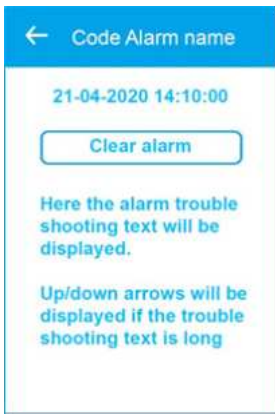 Code Alarm name
21-04-2020 14:10:00
Clear alarm
Here the alarm trouble
shooting text will be
displayed.
Up/down arrows will be
displayed if the trouble
shooting text is long